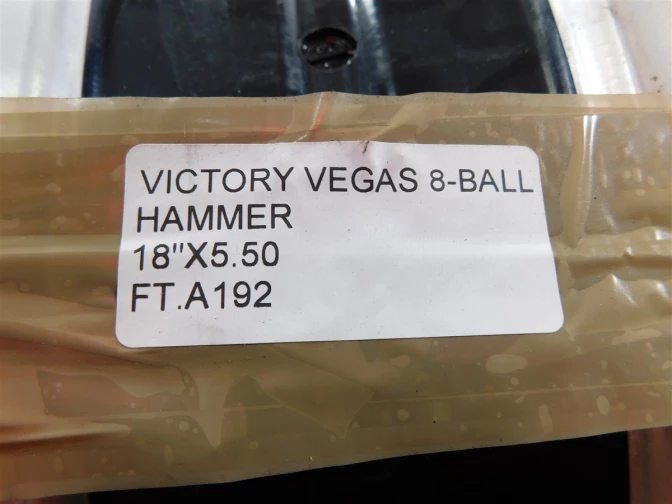 VICTORY VEGAS 8-BALL
HAMMER
18"X5.50
FT.A192